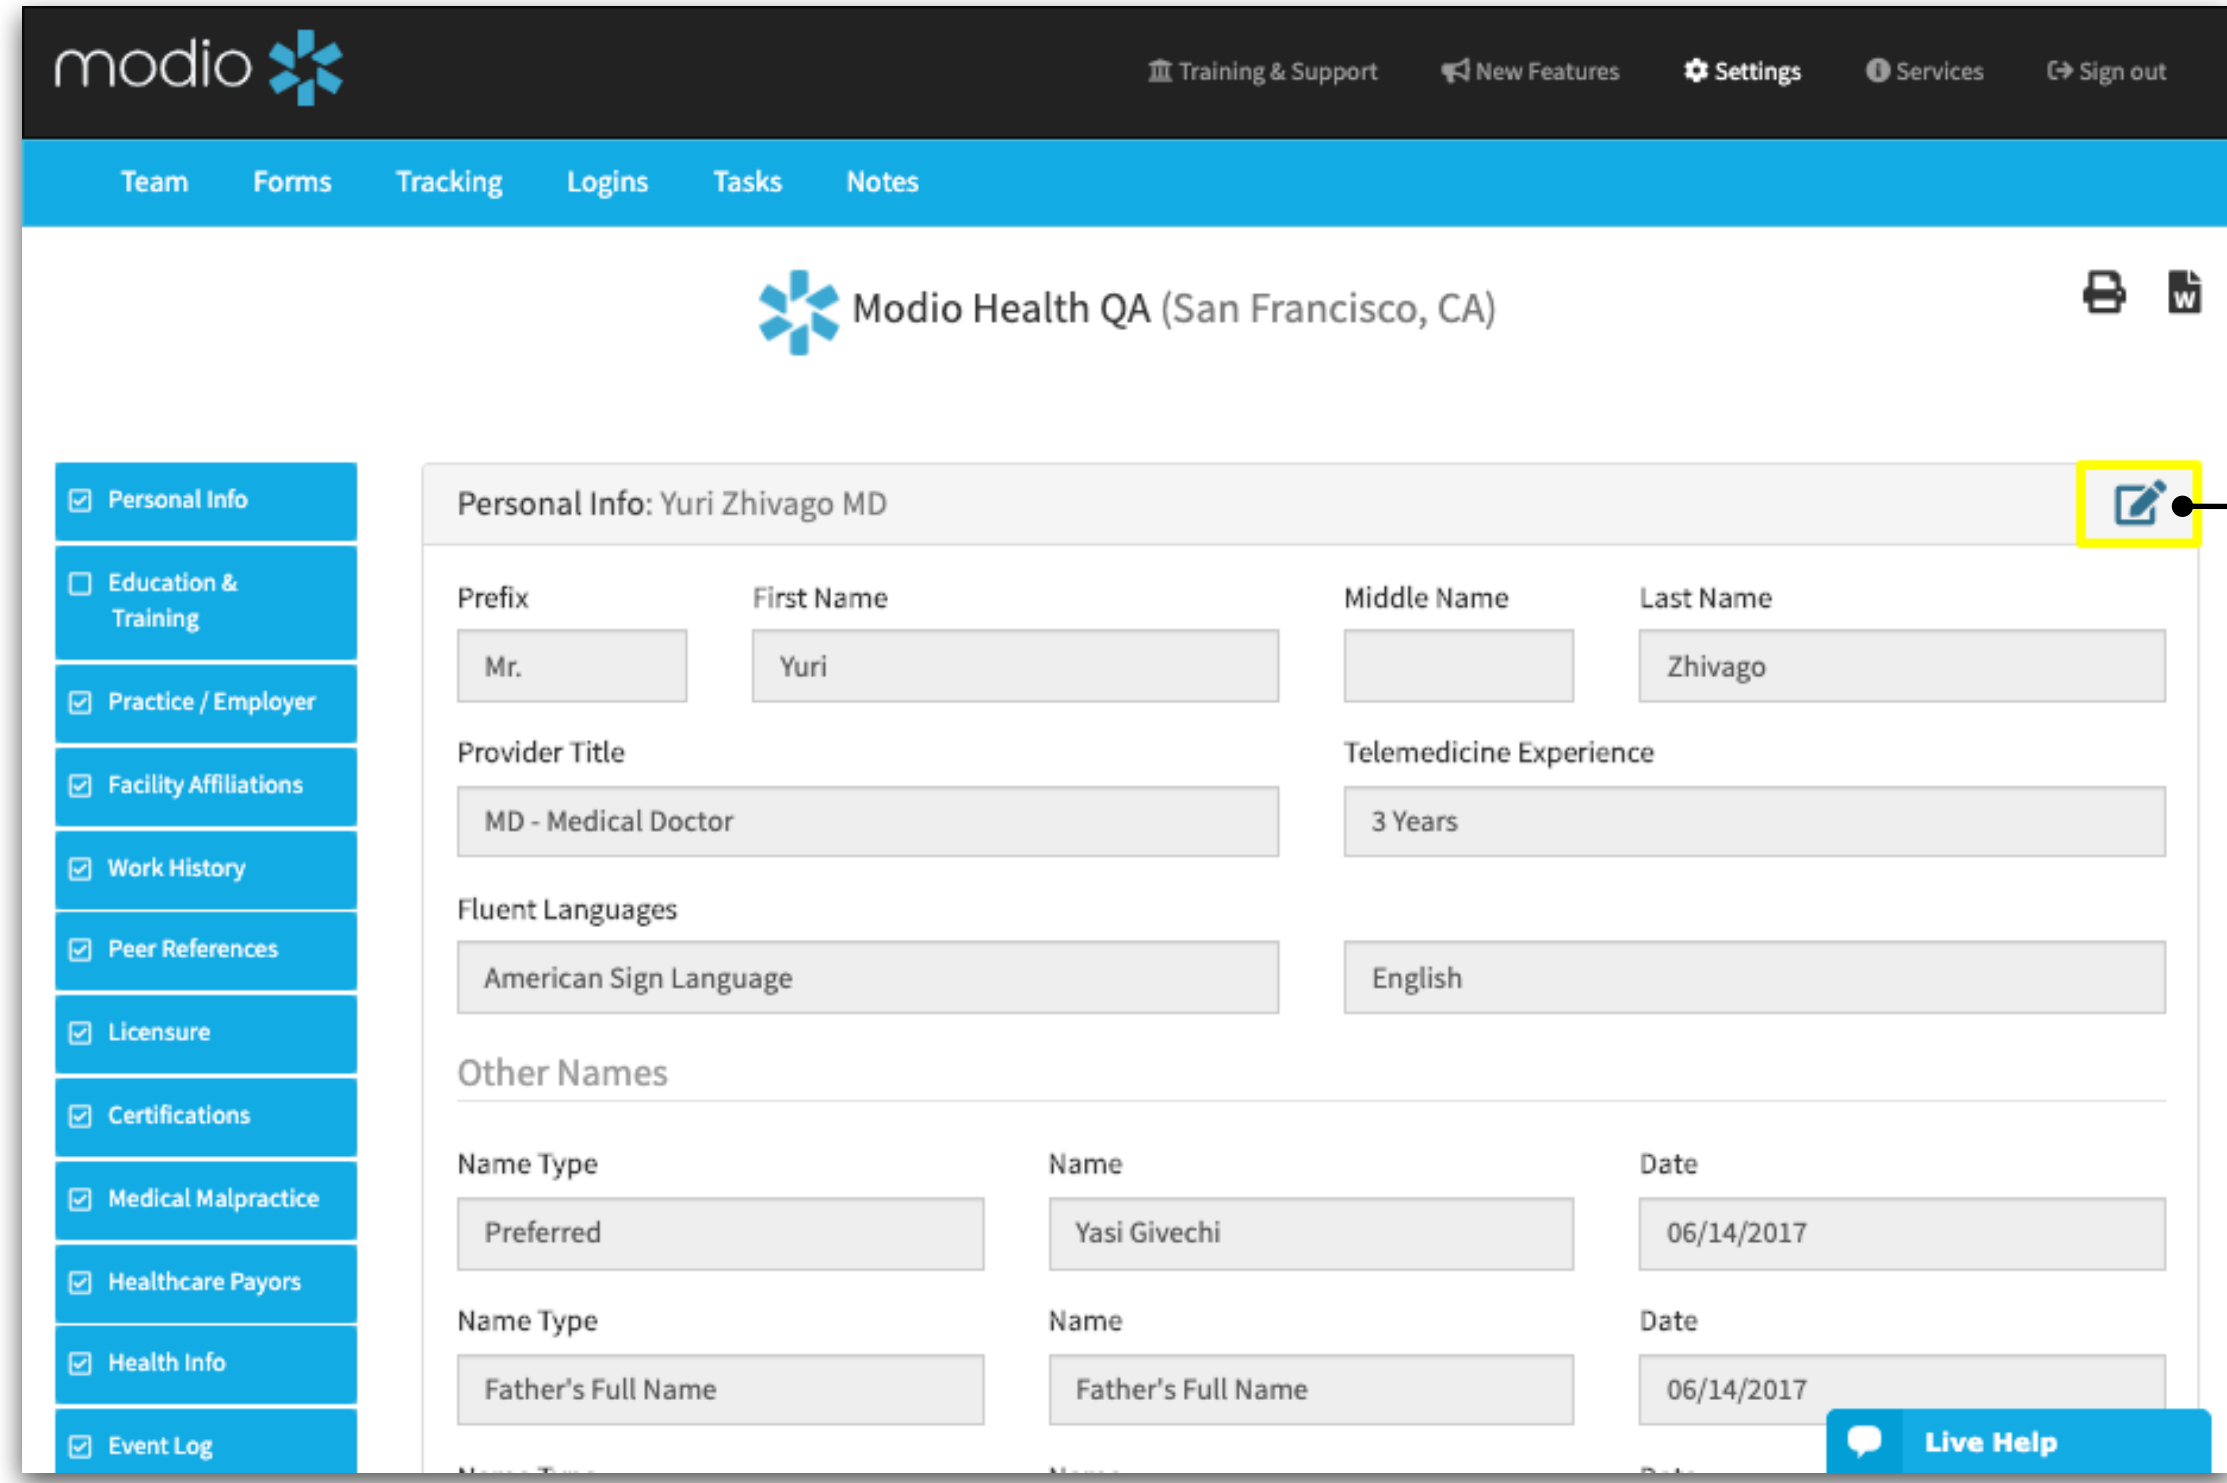 modio
Training & Support New Features Settings Services Sign out
Team Forms Tracking Logins Tasks Notes
Modio Health QA (San Francisco, CA)
W
Personal Info
Education &
Training
Practice / Employer
Facility Affiliations
Work History
Peer References
Licensure
Certifications
Medical Malpractice
Healthcare Payors
Health Info
Event Log
Personal Info: Yuri Zhivago MD
Prefix First Name Middle Name Last Name
Mr. Yuri Zhivago
Provider Title Telemedicine Experience
MD - Medical Doctor 3 Years
Fluent Languages
American Sign Language English
Other Names
Name Type Name Date
Preferred Yasi Givechi 06/14/2017
Name Type Name Date
Father's Full Name Father's Full Name 06/14/2017
Live Help